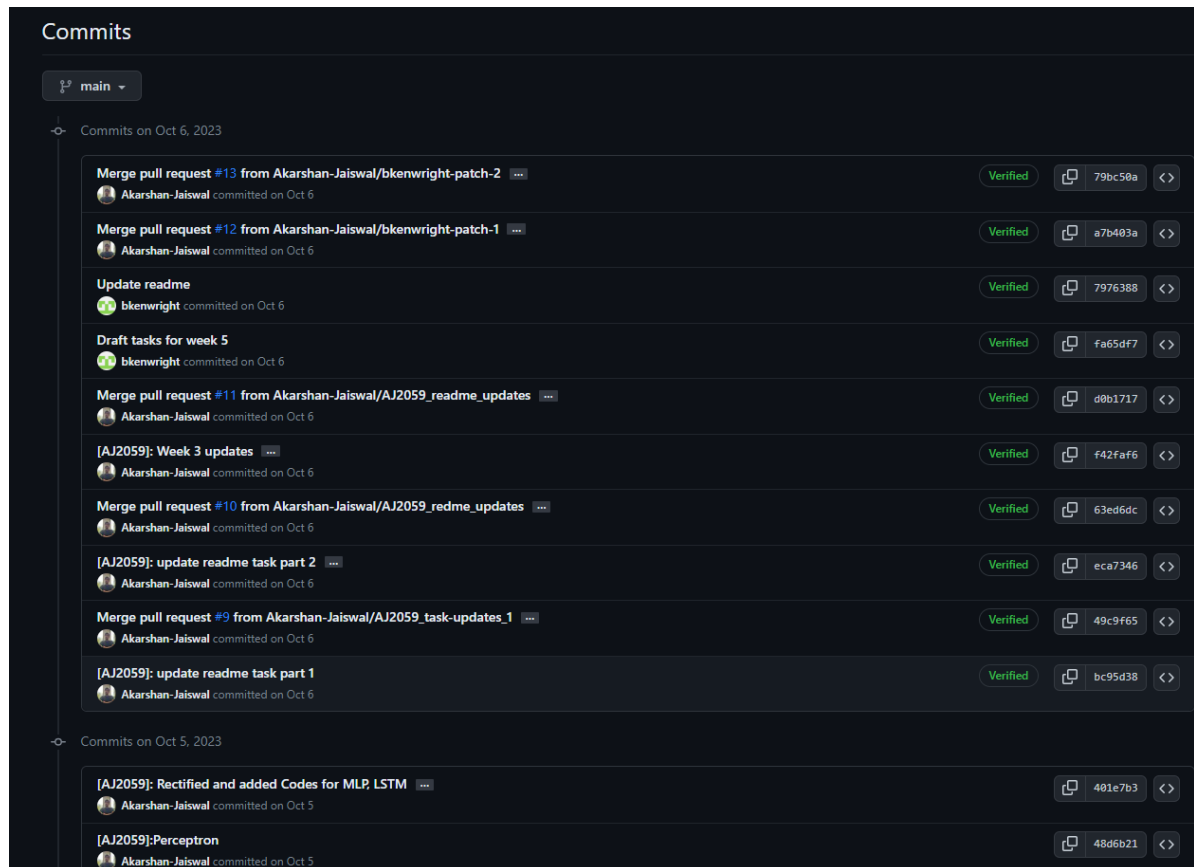 Commits
main
Commits on Oct 6, 2023
Merge pull request #13 from Akarshan-Jaiswal/bkenwright-patch-2 ...
Verified 79bc50a
Akarshan-Jaiswal committed on Oct 6
Merge pull request #12 from Akarshan-Jaiswal/bkenwright-patch-1 ...
Verified a7b403a
Akarshan-Jaiswal committed on Oct 6
Update readme
Verified 7976388
bkenwright committed on Oct 6
Draft tasks for week 5
Verified fa65df7
bkenwright committed on Oct 6
Merge pull request #11 from Akarshan-Jaiswal/AJ2059_readme_updates ...
Verified d0b1717
Akarshan-Jaiswal committed on Oct 6
[AJ2059]: Week 3 updates ...
Verified f42faf6
Akarshan-Jaiswal committed on Oct 6
Merge pull request #10 from Akarshan-Jaiswal/AJ2059_redme_updates ...
Verified 63ed6dc
Akarshan-Jaiswal committed on Oct 6
[AJ2059]: update readme task part 2 ...
Verified eca7346
Akarshan-Jaiswal committed on Oct 6
Merge pull request #9 from Akarshan-Jaiswal/AJ2059_task-updates_1 ...
Verified 49c9f65
Akarshan-Jaiswal committed on Oct 6
[AJ2059]: update readme task part 1
Verified bc95d38
Akarshan-Jaiswal committed on Oct 6
Commits on Oct 5, 2023
[AJ2059]: Rectified and added Codes for MLP, LSTM ...
401e7b3
Akarshan-Jaiswal committed on Oct 5
[AJ2059]:Perceptron
48d6b21
Akarshan-Jaiswal committed on Oct 5